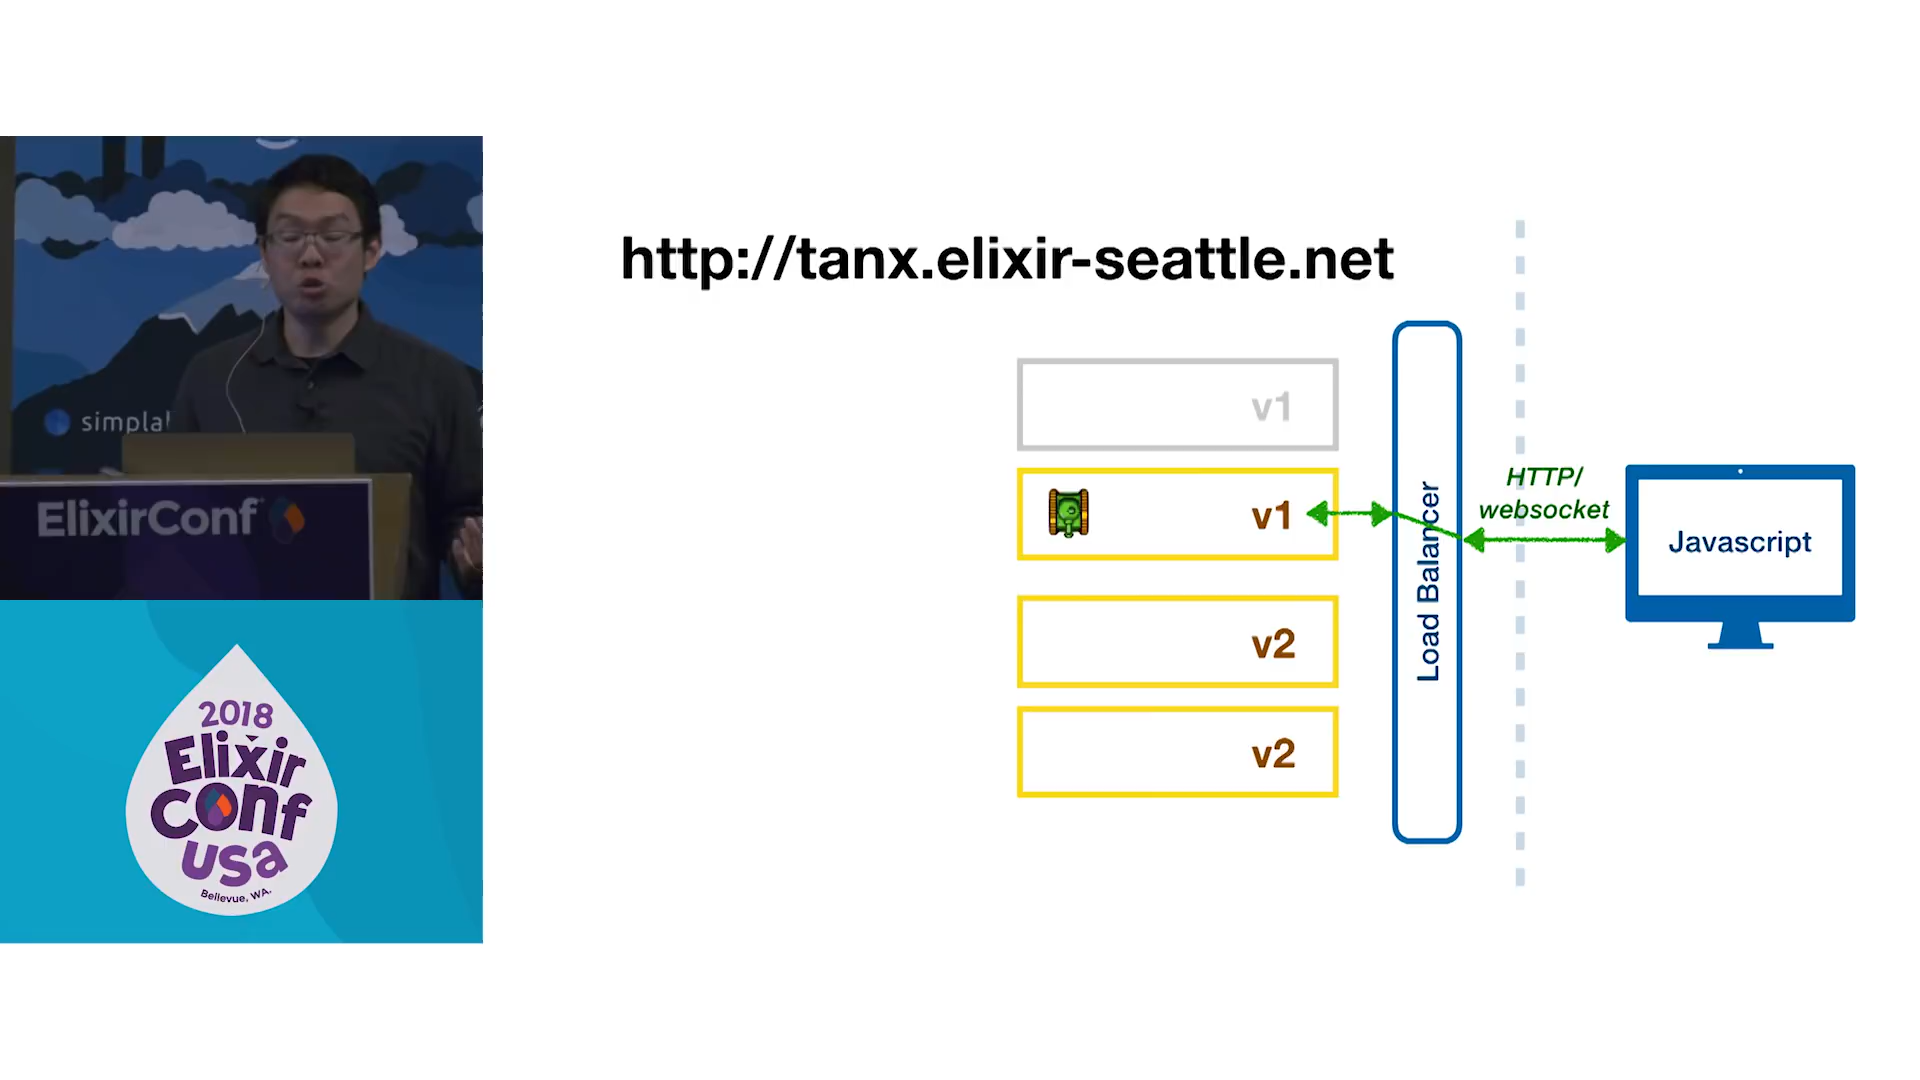 simpla
ElixirConf
2018
Elixir
Conf
USA
Bellevue, WA.
http://tanx.elixir-seattle.net
v1
v1
v2
v2
Load Balancer
HTTP/
websocket
Javascript